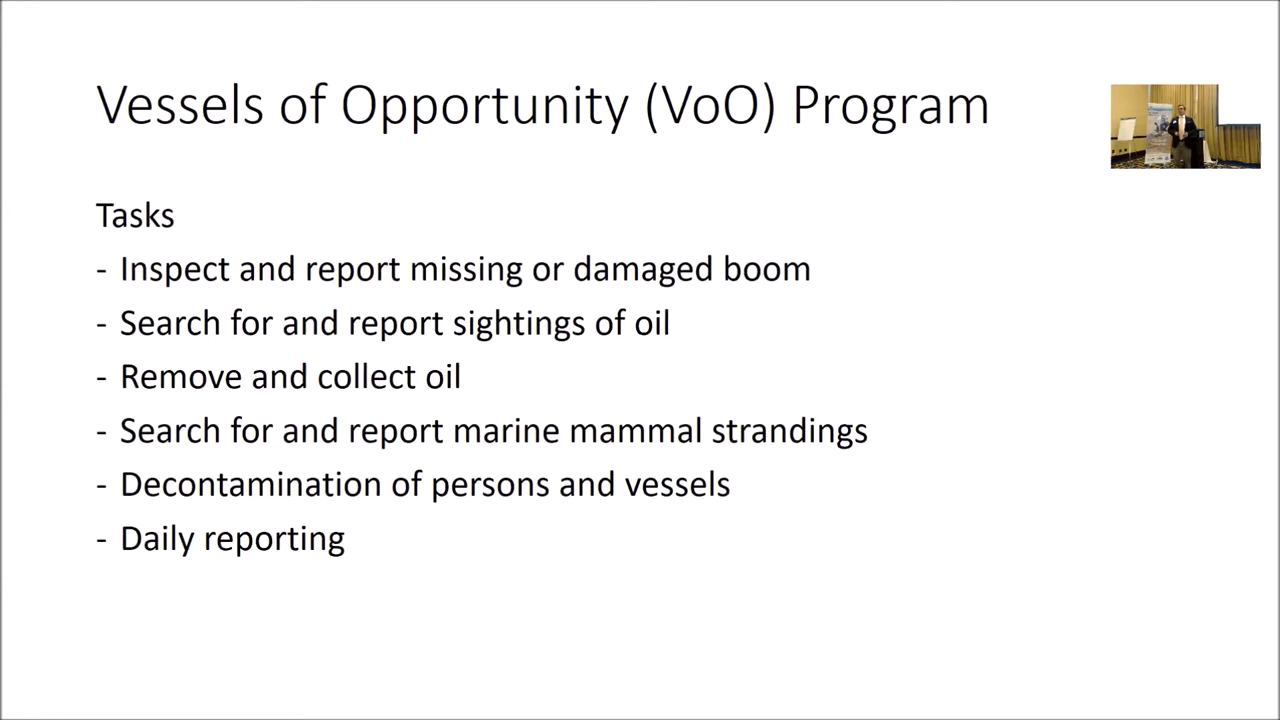 Vessels of Opportunity (VoO) Program
Tasks
- Inspect and report missing or damaged boom
- Search for and report sightings of oil
- Remove and collect oil
- Search for and report marine mammal strandings
- Decontamination of persons and vessels
- Daily reporting